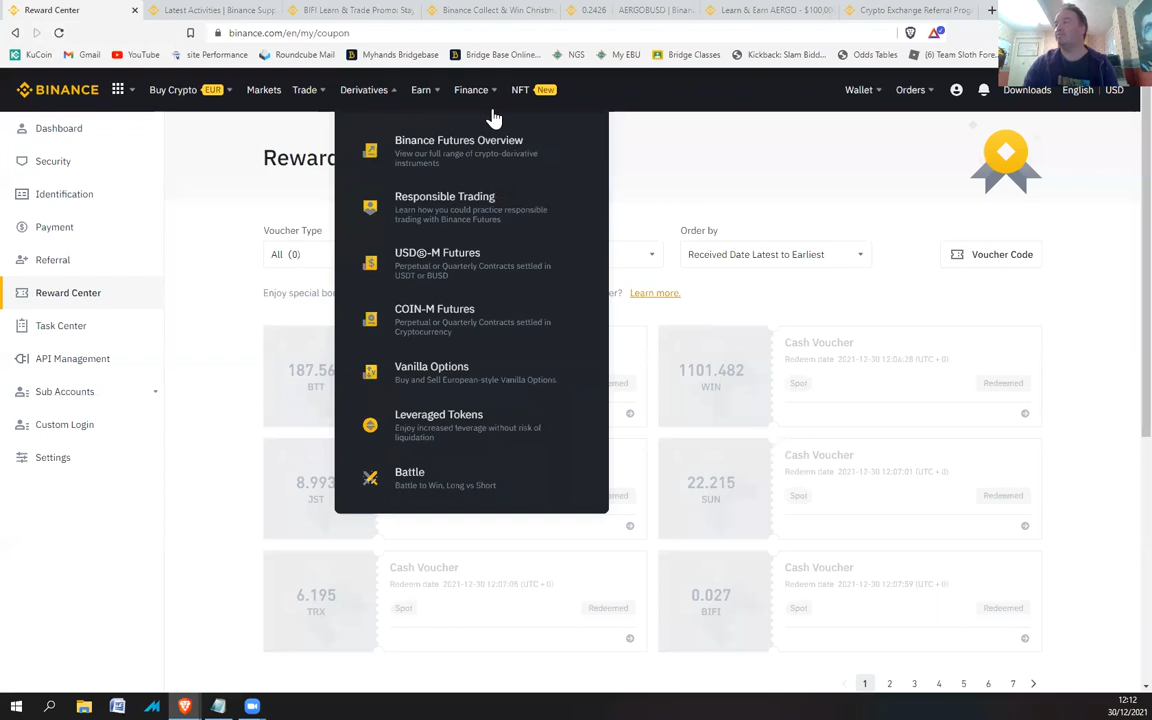 Reward Center
Latest Activities | Binance Supp
BIFI Learn & Trade Promo: Sta
Binance Collect & Win Christm
0.2426
AERGOBUSD | Binan
Learn & Earn AERGO - $100,00
Crypto Exchange Referral Prog
binance.com/en/my/coupon
KuCoin
Gmail
YouTube
site Performance
Roundcube Mail
Myhands Bridgebase
Bridge Base Online...
NGS
My EBU
Bridge Classes
Kickback: Slam Bidd...
Odds Tables
(6) Team Sloth Fore
BINANCE
Buy Crypto EUR
Markets
Trade
Derivatives
Earn
Finance
NFT New
Wallet
Orders
Downloads
English
USD
Dashboard
Security
Identification
Payment
Referral
Reward Center
Task Center
API Management
Sub Accounts
Custom Login
Settings
Rewar
Binance Futures Overview
View our full range of crypto-derivative
instruments
Responsible Trading
Learn how you could practice responsible
trading with Binance Futures
USDⓈ-M Futures
Perpetual or Quarterly Contracts settled in
USDT or BUSD
COIN-M Futures
Perpetual or Quarterly Contracts settled in
Cryptocurrency
Vanilla Options
Buy and Sell European-style Vanilla Options.
Leveraged Tokens
Enjoy increased leverage without risk of
liquidation
Battle
Battle to Win, Long vs Short
Voucher Type
All (0)
Order by
Received Date Latest to Earliest
Voucher Code
Enjoy special bo
er? Learn more.
187.56
BTT
1101.482
WIN
Cash Voucher
Redeem date 2021-12-30 12:06:28 (UTC + 0)
Spot
Redeemed
8.993
JST
22.215
SUN
Cash Voucher
Redeem date 2021-12-30 12:07:01 (UTC + 0)
Spot
Redeemed
6.195
TRX
Cash Voucher
Redeem date 2021-12-30 12:07:05 (UTC + 0)
Spot
Redeemed
0.027
BIFI
Cash Voucher
Redeem date 2021-12-30 12:07:59 (UTC + 0)
Spot
Redeemed
1 2 3 4 5 6 7
12:12
30/12/2021